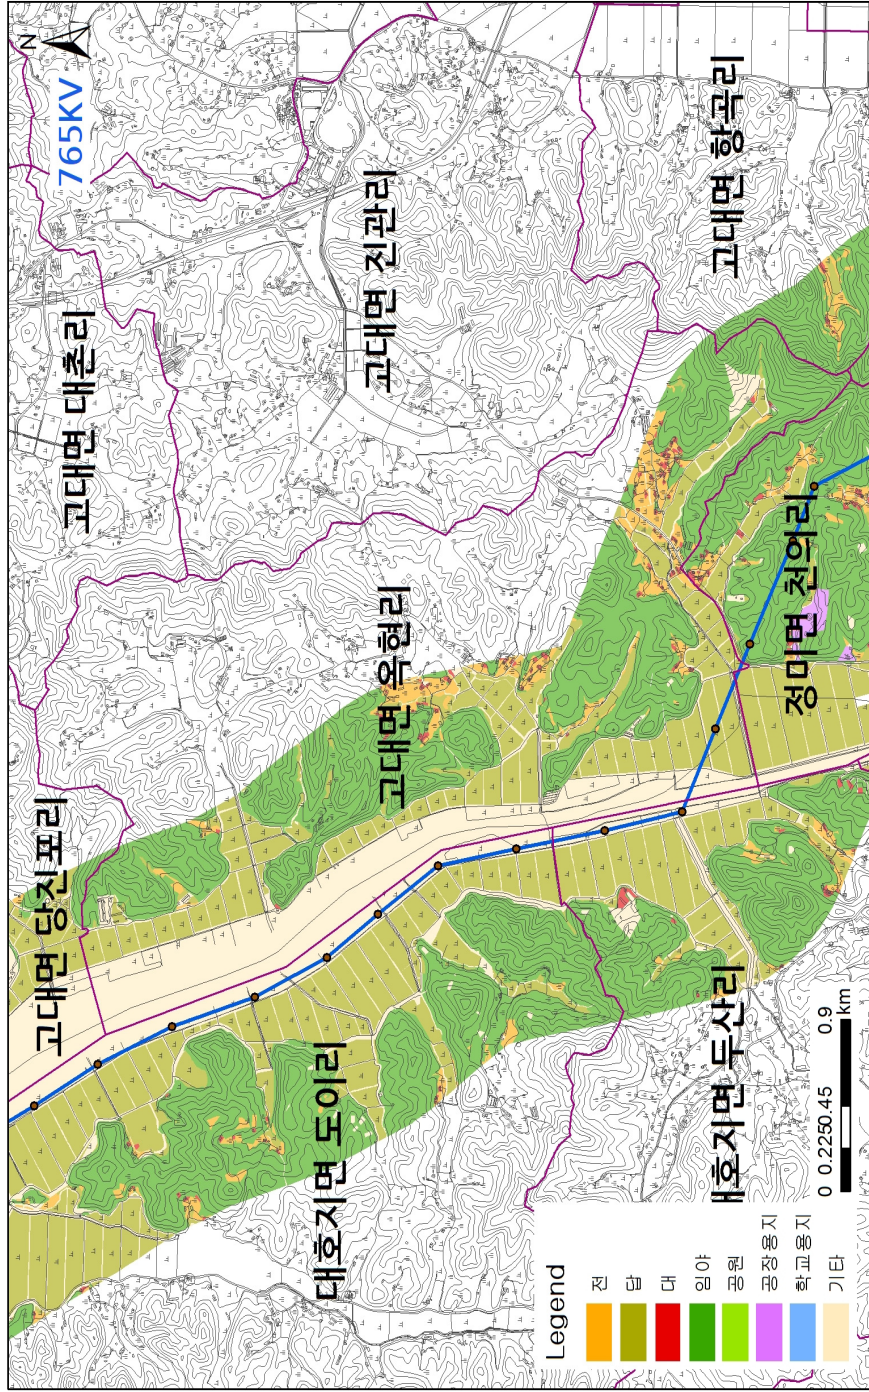 N
765KV
고대면 당진포리
고대면 대촌리
대호지면 도이리
고대면 옥현리
고대면 진관리
대호지면 두산리
정미면 천의리
고대면 항곡리
Legend
전
답
대
임야
공원
공장용지
학교용지
기타
0 0.2250.45 0.9
km